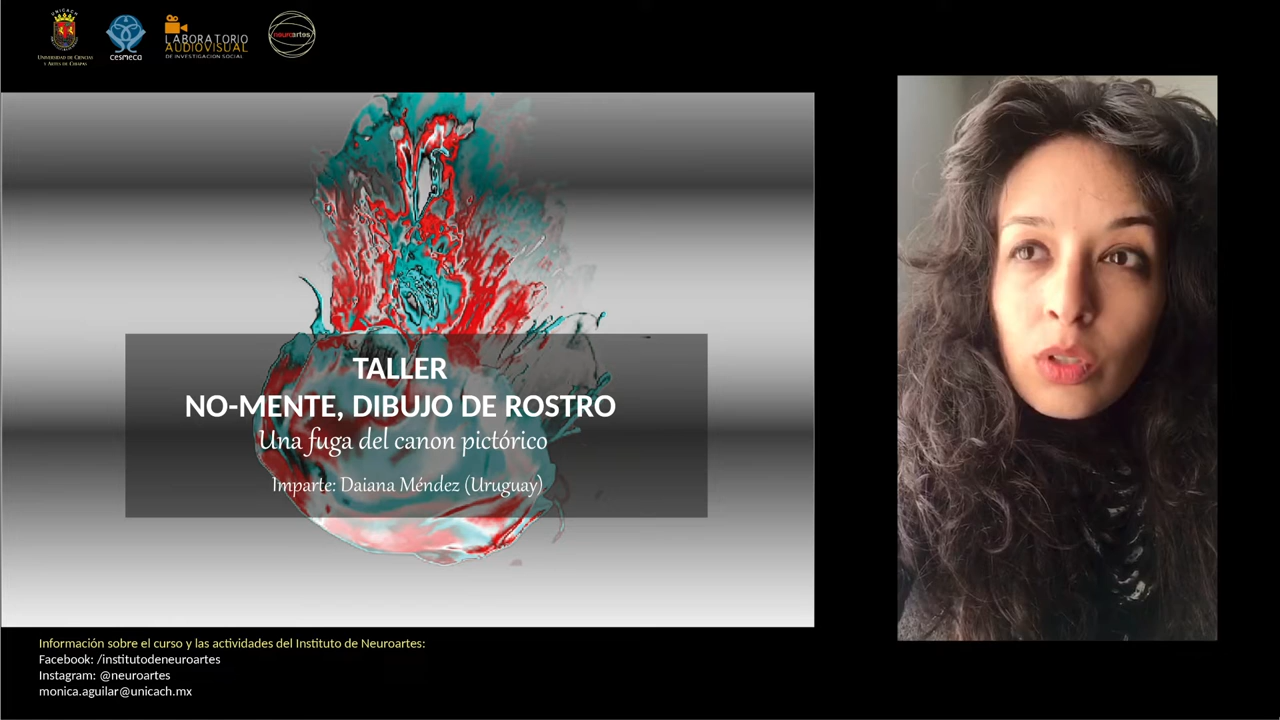 UNICACH
UNIVERSIDAD DE CIENCIAS
Y ARTES DE CHIAPAS
cesmeca
LABORATORIO
AUDIOVISUAL
DE INVESTIGACIÓN SOCIAL
neuroartes
TALLER
NO-MENTE, DIBUJO DE ROSTRO
Una fuga del canon pictórico
Imparte: Daiana Méndez (Uruguay)
Información sobre el curso y las actividades del Instituto de Neuroartes:
Facebook: /institutodeneuroartes
Instagram: @neuroartes
monica.aguilar@unicach.mx